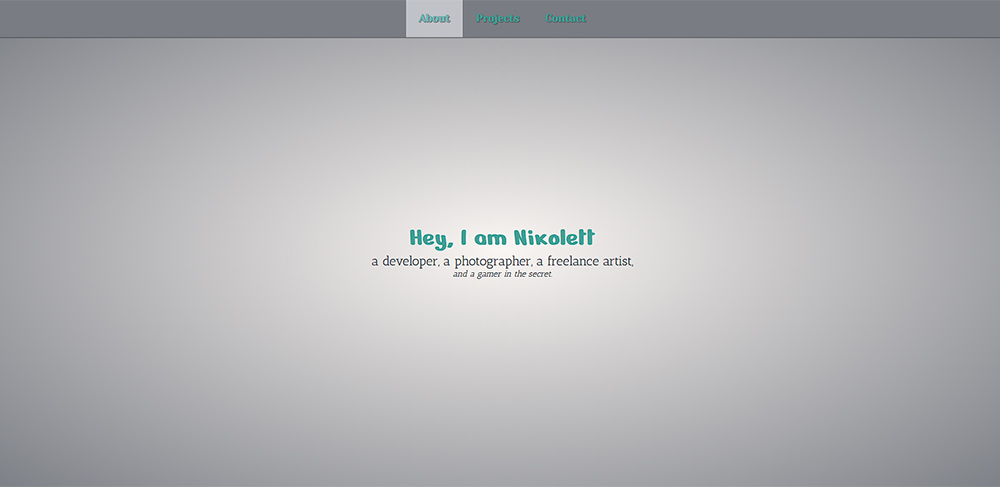 About Projects Contact
Hey, I am Nikolett
a developer, a photographer, a freelance artist,
and a gamer in the secret.